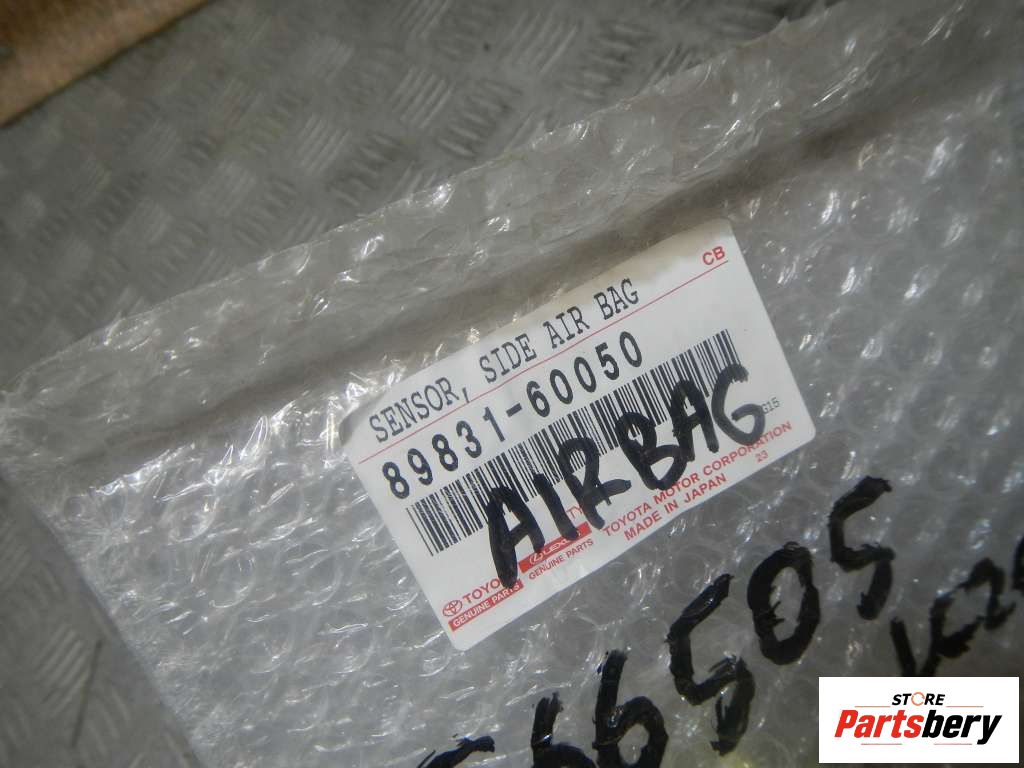 CB
SENSOR, SIDE AIR BAG
89831-60050
AIRBAG
G15
TOYOTA MOTOR CORPORATION
MADE IN JAPAN 23
GENUINE PARTS
GENUINE PARTS
66505
STORE
Partsbery